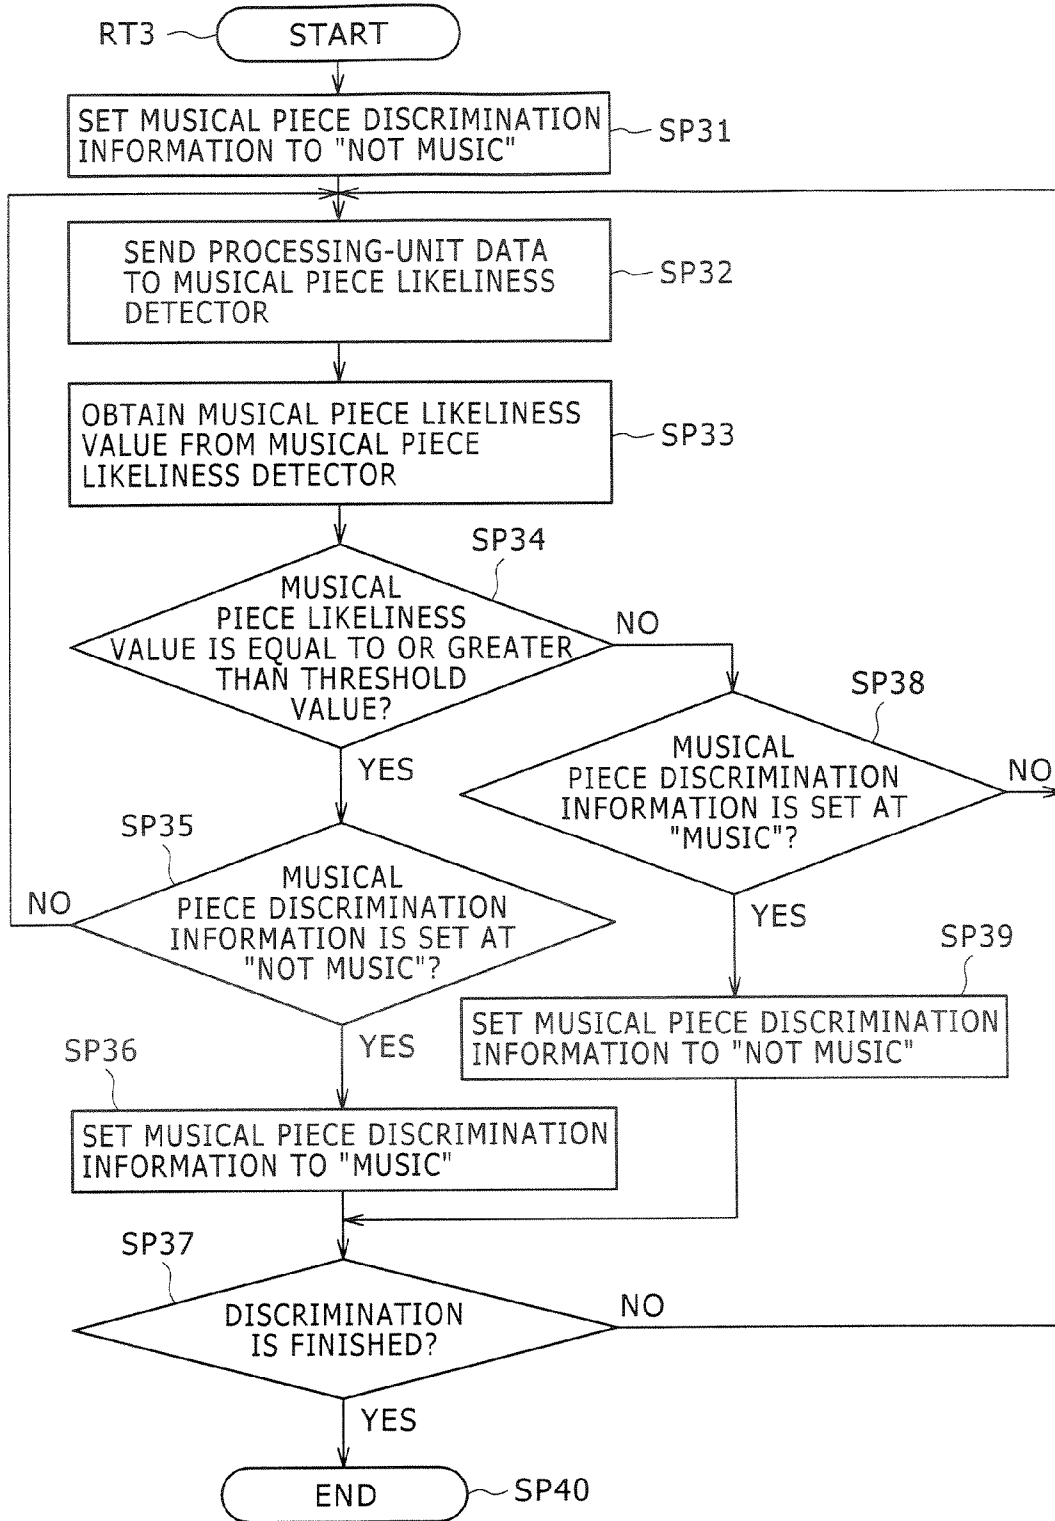 RT3
START
SET MUSICAL PIECE DISCRIMINATION
INFORMATION TO "NOT MUSIC"
SP31
SEND PROCESSING-UNIT DATA
TO MUSICAL PIECE LIKELINESS
DETECTOR
SP32
OBTAIN MUSICAL PIECE LIKELINESS
VALUE FROM MUSICAL PIECE
LIKELINESS DETECTOR
SP33
SP34
MUSICAL
PIECE LIKELINESS
VALUE IS EQUAL TO OR GREATER
THAN THRESHOLD
VALUE?
NO
YES
SP38
MUSICAL
PIECE DISCRIMINATION
INFORMATION IS SET AT
"MUSIC"?
NO
YES
SP35
MUSICAL
PIECE DISCRIMINATION
INFORMATION IS SET AT
"NOT MUSIC"?
NO
YES
SP39
SET MUSICAL PIECE DISCRIMINATION
INFORMATION TO "NOT MUSIC"
SP36
SET MUSICAL PIECE DISCRIMINATION
INFORMATION TO "MUSIC"
SP37
DISCRIMINATION
IS FINISHED?
NO
YES
END
SP40